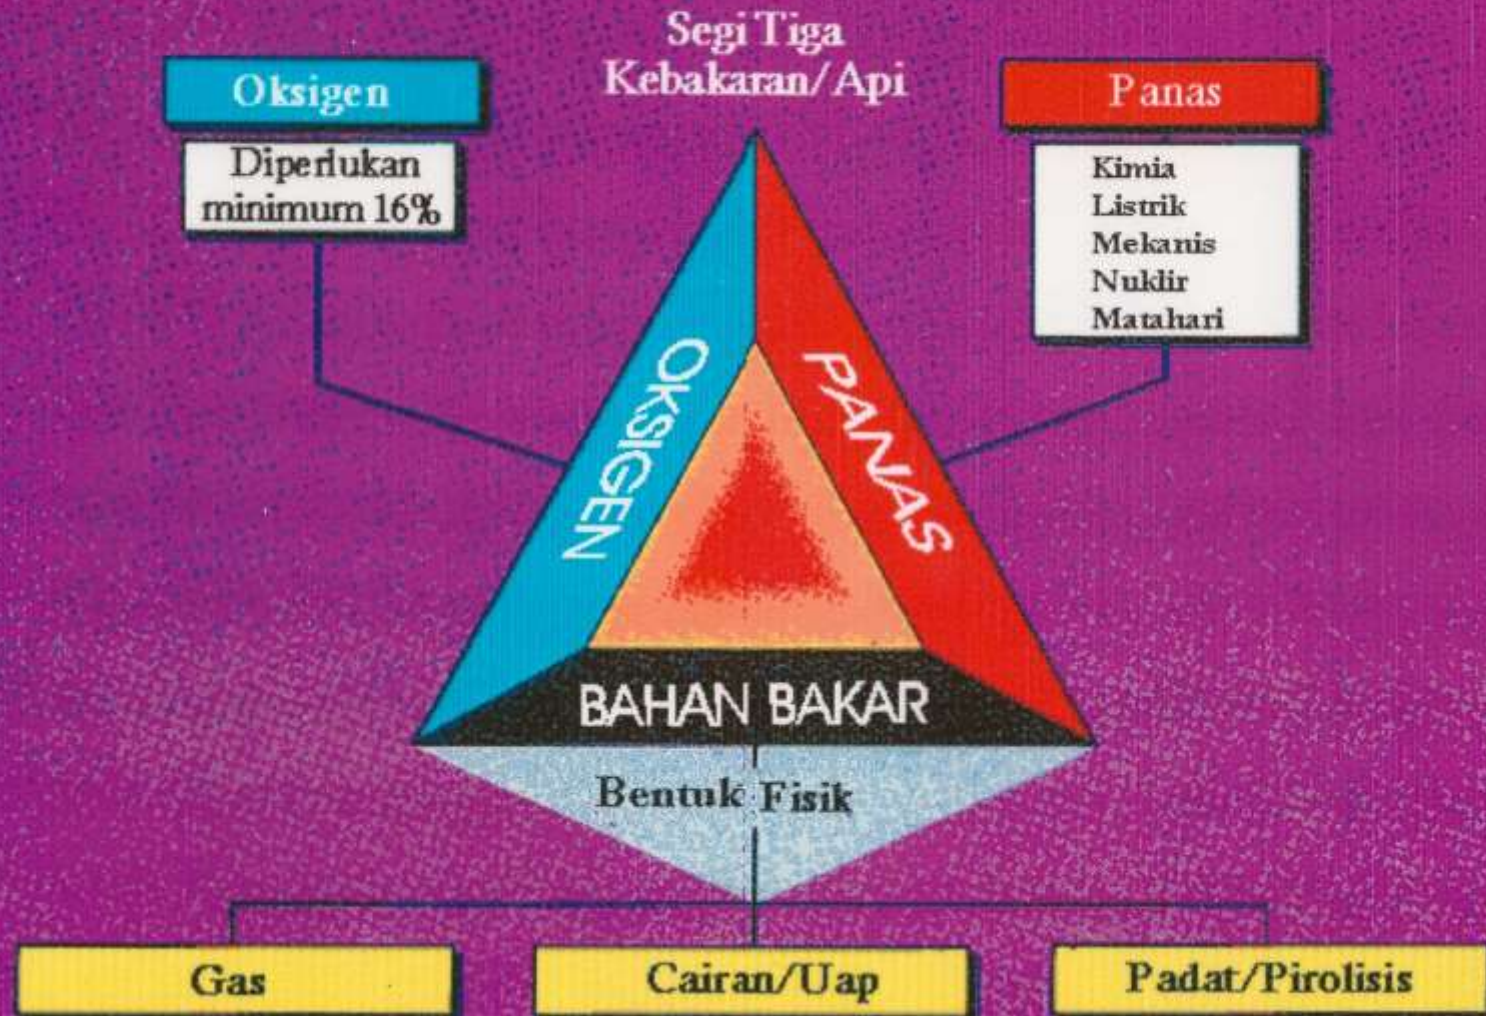 Segi Tiga
Kebakaran/Api
Oksigen
Diperlukan
minimum 16%
Panas
Kimia
Listrik
Mekanis
Nuklir
Matahari
OKSIGEN
PANAS
BAHAN BAKAR
Bentuk Fisik
Gas
Cairan/Uap
Padat/Pirolisis